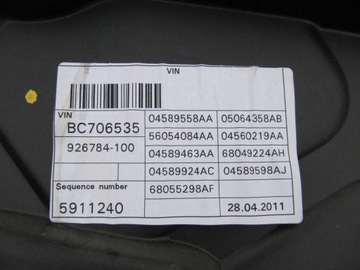 VIN
VIN
BC706535
926784-100
Sequence number
5911240
04589558AA 05064358AB
56054084AA 04560219AA
04589463AA 68049224AH
04589924AC 04589598AJ
68055298AF
28.04.2011